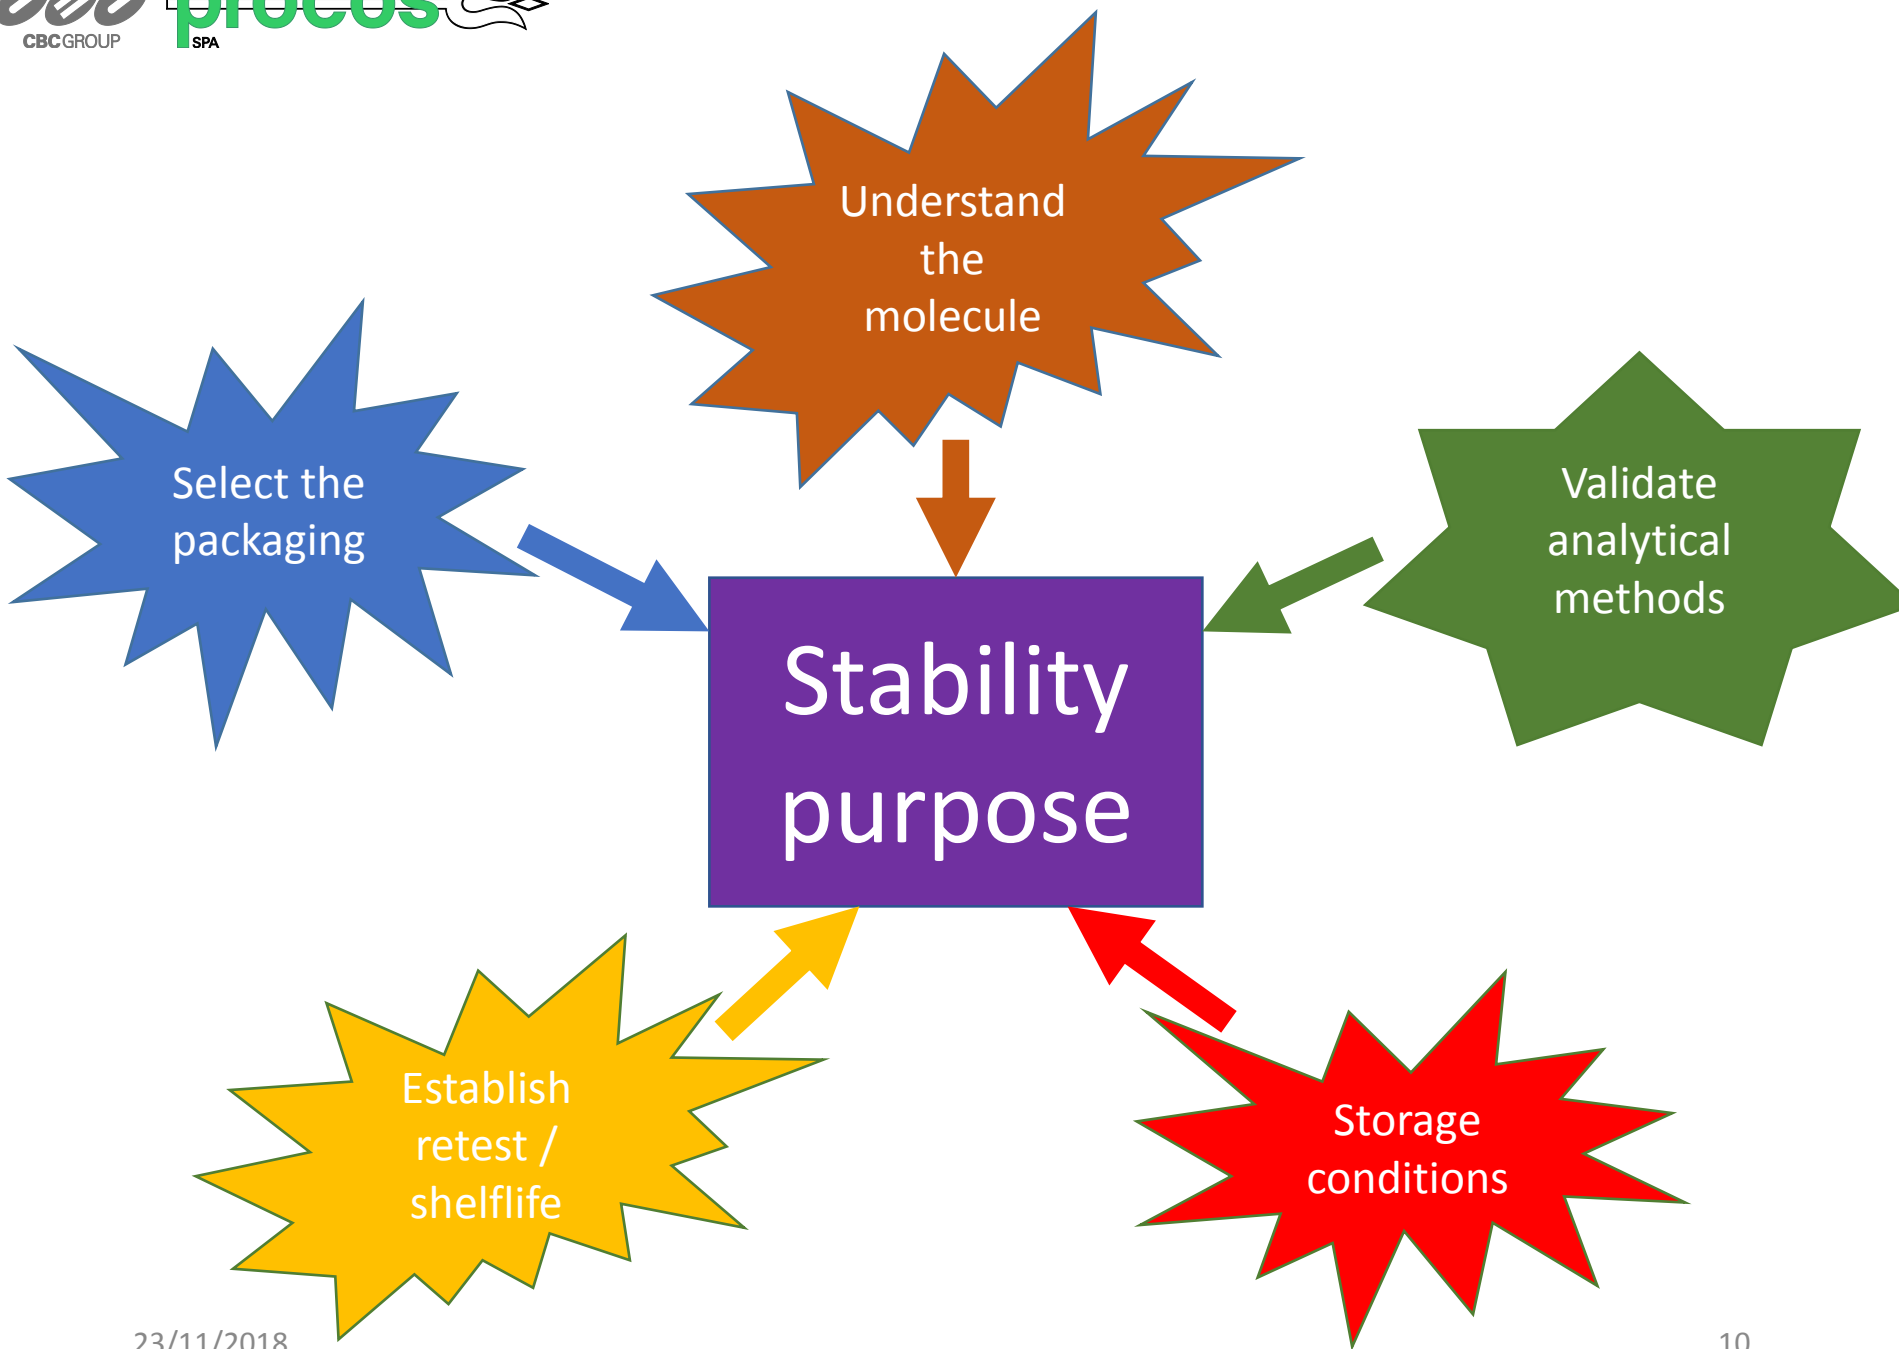 CBCGROUP
procos
SPA
Understand
the
molecule
Select the
packaging
Validate
analytical
methods
Stability
purpose
Establish
retest /
shelflife
Storage
conditions
23/11/2018
10